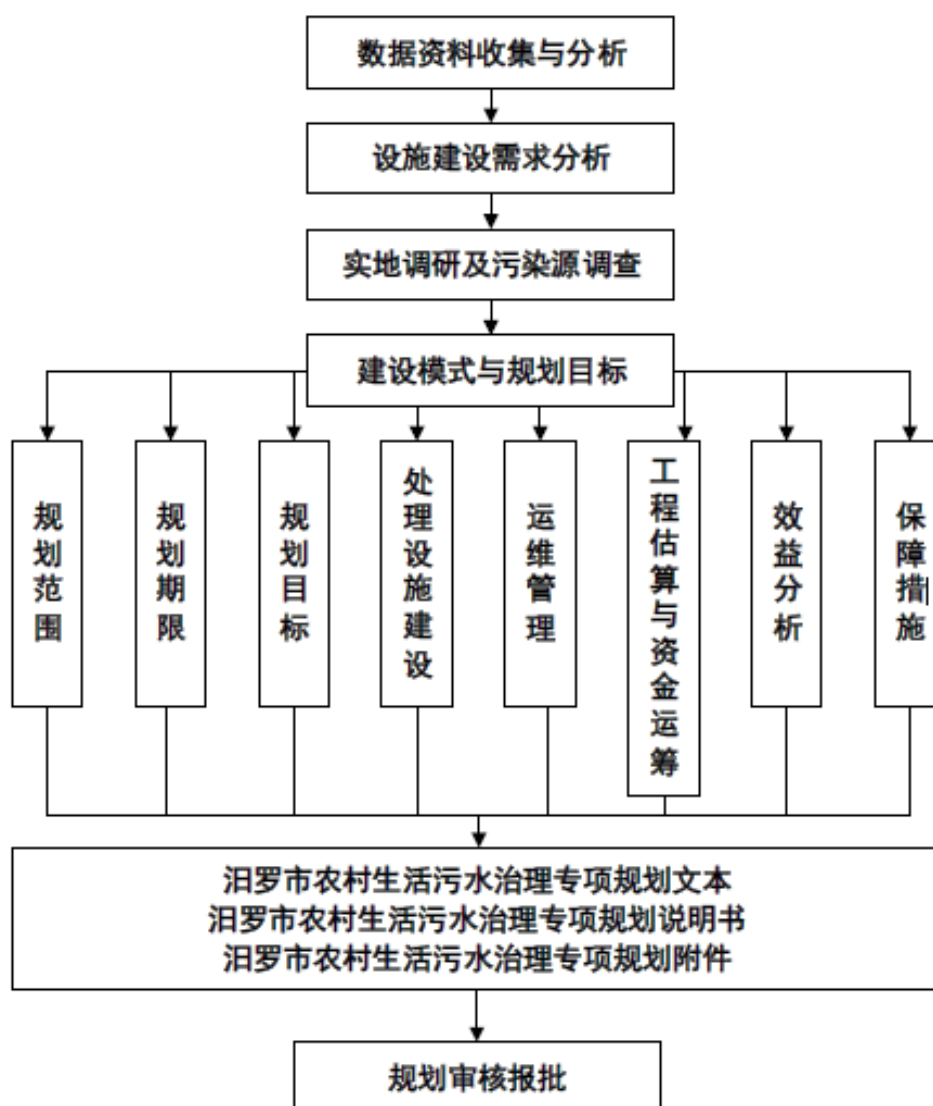 数据资料收集与分析
设施建设需求分析
实地调研及污染源调查
建设模式与规划目标
规划范围
规划期限
规划目标
处理设施建设
运维管理
工程估算与资金运筹
效益分析
保障措施
汨罗市农村生活污水治理专项规划文本
汨罗市农村生活污水治理专项规划说明书
汨罗市农村生活污水治理专项规划附件
规划审核报批